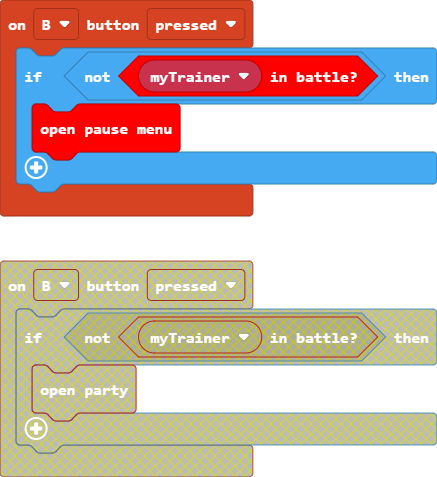 on B button pressed
if not myTrainer in battle? then
open pause menu
on B button pressed
if not myTrainer in battle? then
open party